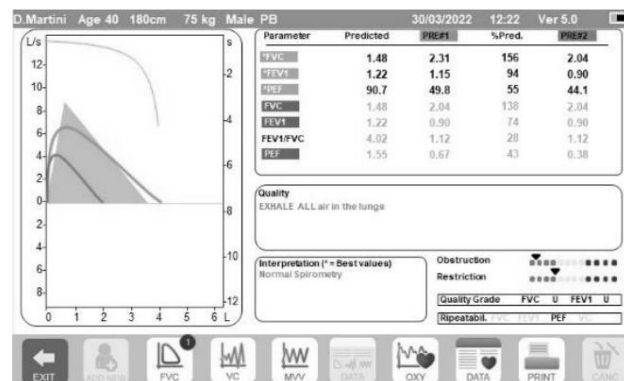 D.Martini Age 40 180cm 75 kg Male PB 30/03/2022 12:22 Ver 5.0
L/s
s
12
10
8
6
4
2
0
2
4
6
8
-2
-4
-6
-8
-10
-12
0 1 2 3 4 5 6 L
Parameter Predicted PRE#1 %Pred. PRE#2
*FVC 1.48 2.31 156 2.04
*FEV1 1.22 1.15 94 0.90
*PEF 90.7 49.8 55 44.1
FVC 1.48 2.04 138 2.04
FEV1 1.22 0.90 74 0.90
FEV1/FVC 4.02 1.12 28 1.12
PEF 1.55 0.67 43 0.38
Quality
EXHALE ALL air in the lungs
Interpretation (* = Best values)
Normal Spirometry
Obstruction
Restriction
Quality Grade FVC U FEV1 U
Repeatabil. FVC FEV1 PEF VC
1
EXIT
ADD NEW
FVC
VC
MVV
DATA
OXY
DATA
PRINT
CANC